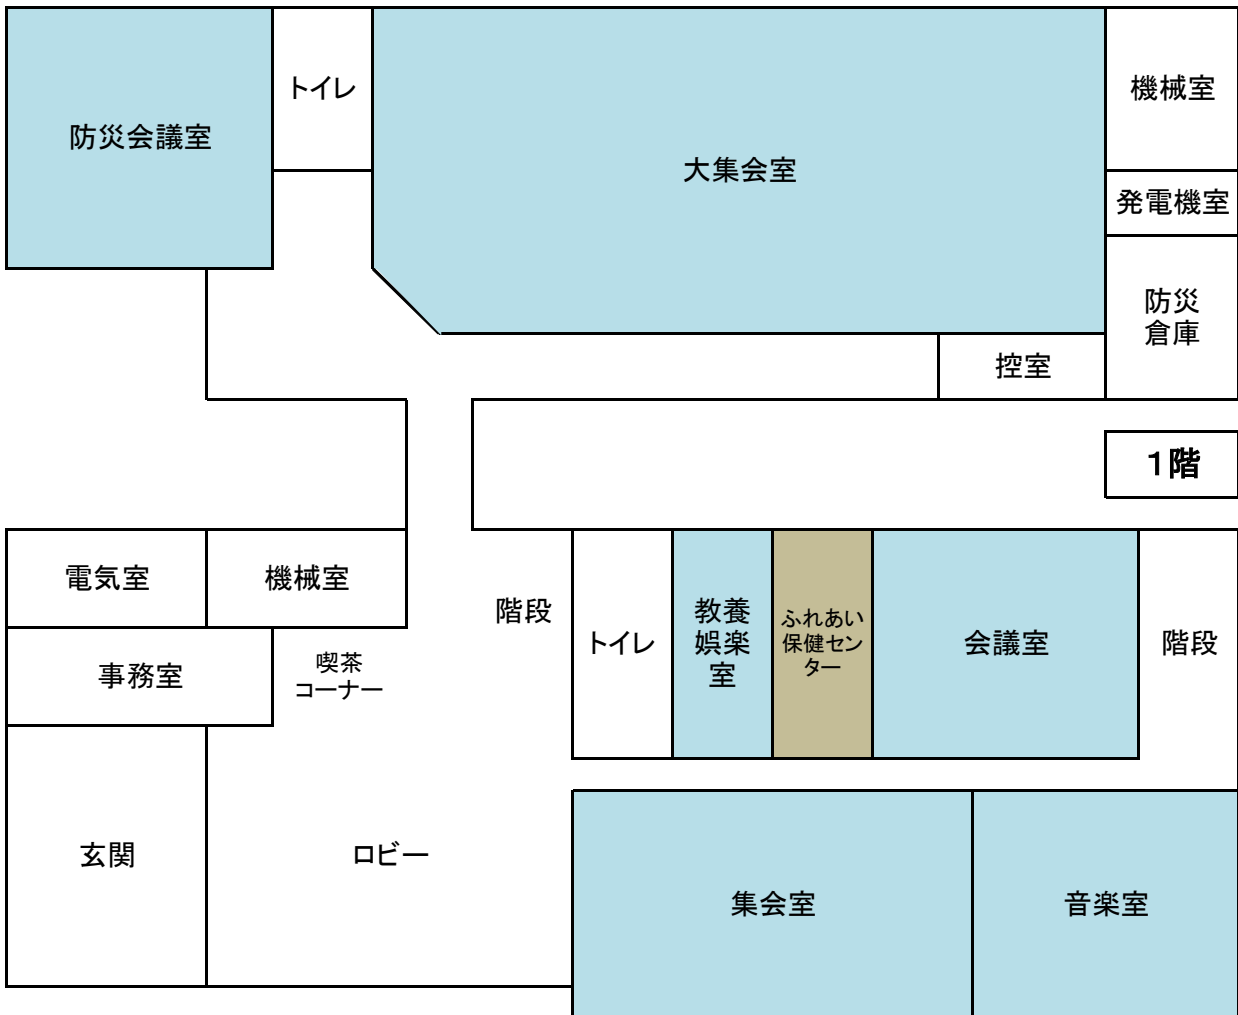 防災会議室
トイレ
大集会室
機械室
発電機室
防災
倉庫
控室
1階
電気室
機械室
事務室
喫茶
コーナー
階段
トイレ
教養
娯楽
室
ふれあい
保健セン
ター
会議室
階段
玄関
ロビー
集会室
音楽室